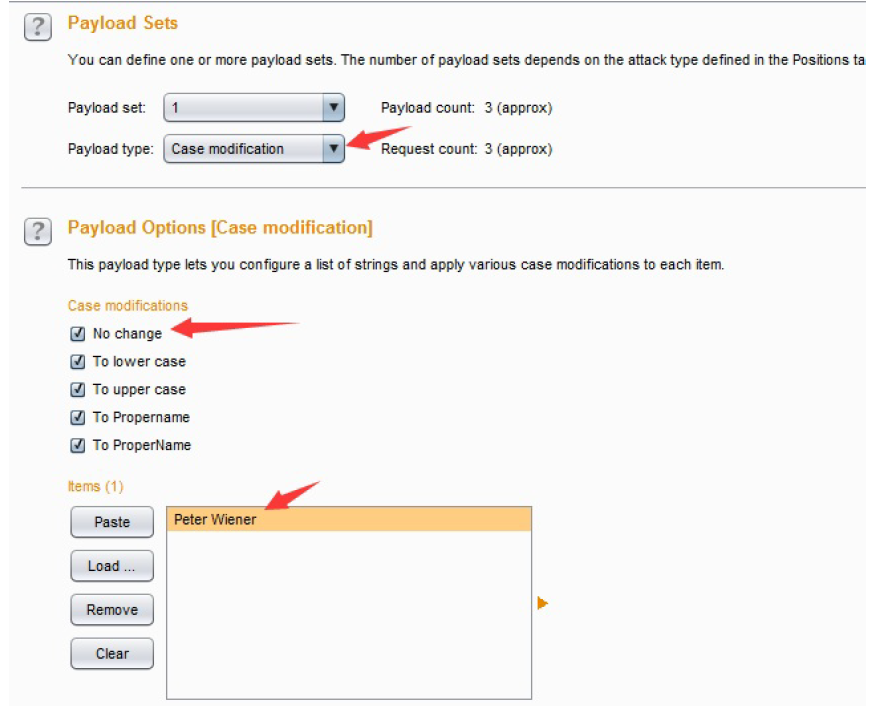 Payload Sets
You can define one or more payload sets. The number of payload sets depends on the attack type defined in the Positions ta
Payload set: 1 Payload count: 3 (approx)
Payload type: Case modification Request count: 3 (approx)
Payload Options [Case modification]
This payload type lets you configure a list of strings and apply various case modifications to each item.
Case modifications
No change
To lower case
To upper case
To Propername
To ProperName
Items (1)
Paste
Peter Wiener
Load ...
Remove
Clear